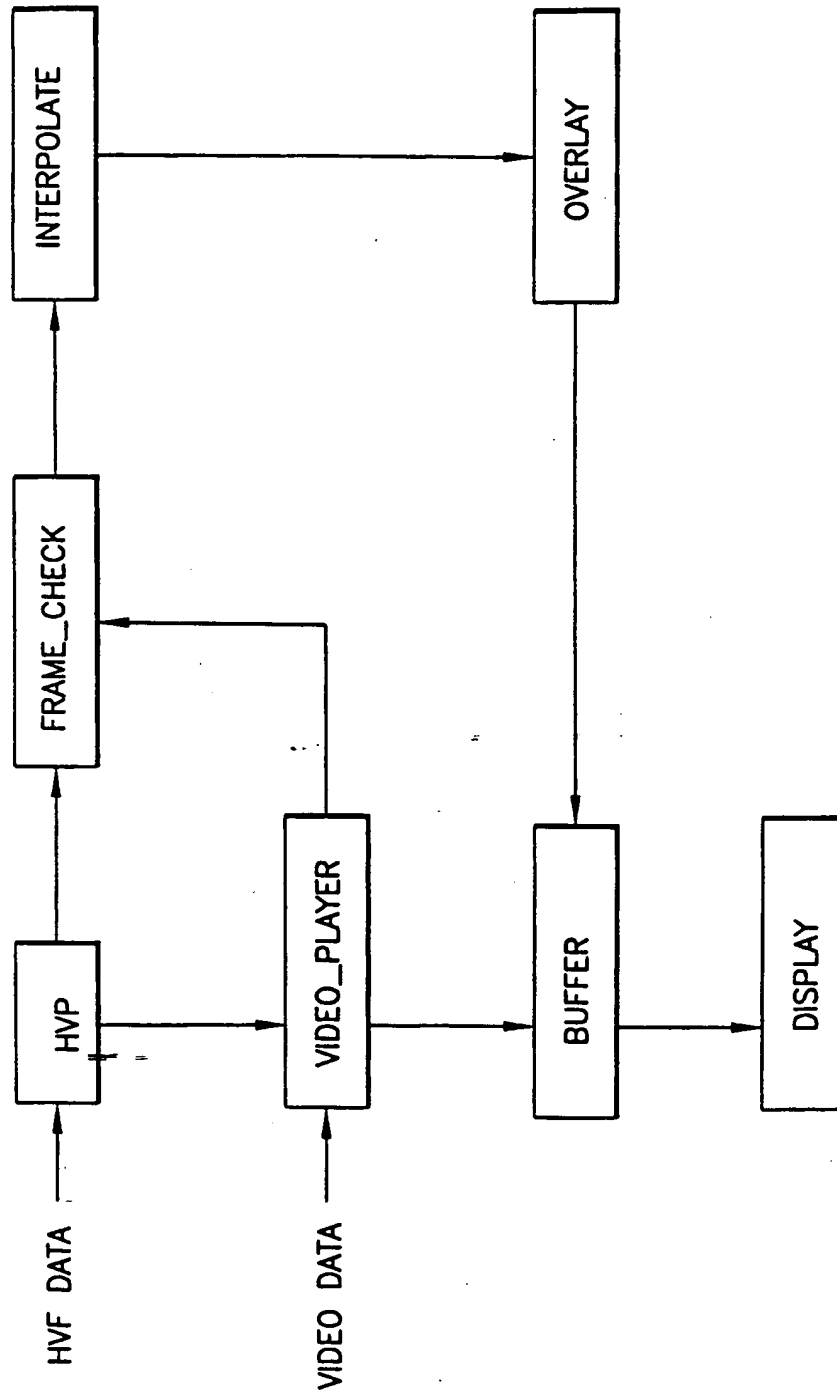 HVF DATA
HVP
FRAME_CHECK
INTERPOLATE
VIDEO DATA
VIDEO_PLAYER
BUFFER
OVERLAY
DISPLAY